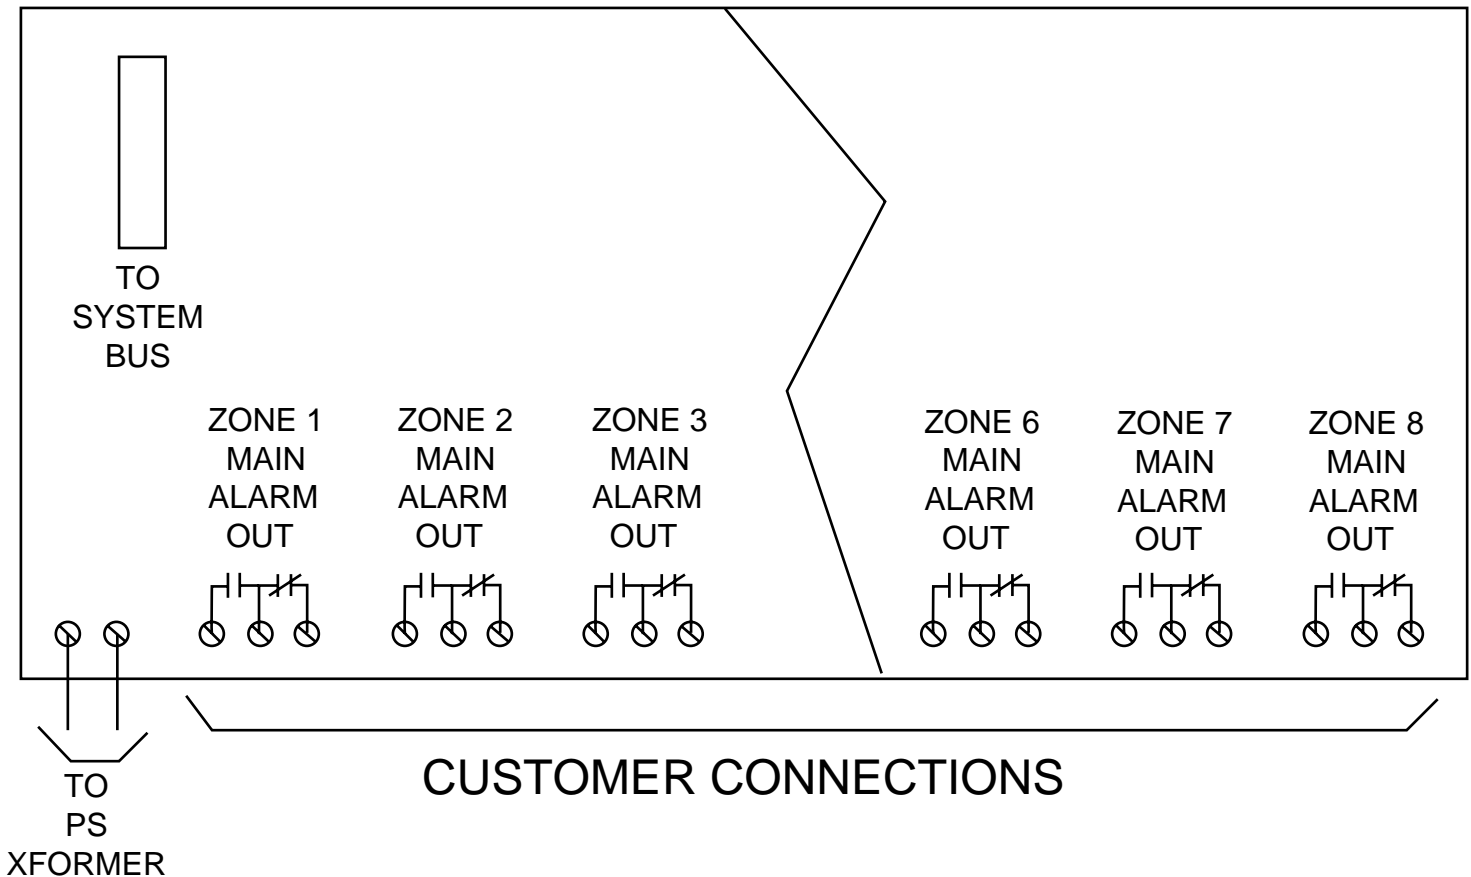 TO
SYSTEM
BUS
ZONE 1
MAIN
ALARM
OUT
ZONE 2
MAIN
ALARM
OUT
ZONE 3
MAIN
ALARM
OUT
ZONE 6
MAIN
ALARM
OUT
ZONE 7
MAIN
ALARM
OUT
ZONE 8
MAIN
ALARM
OUT
CUSTOMER CONNECTIONS
TO
PS
XFORMER